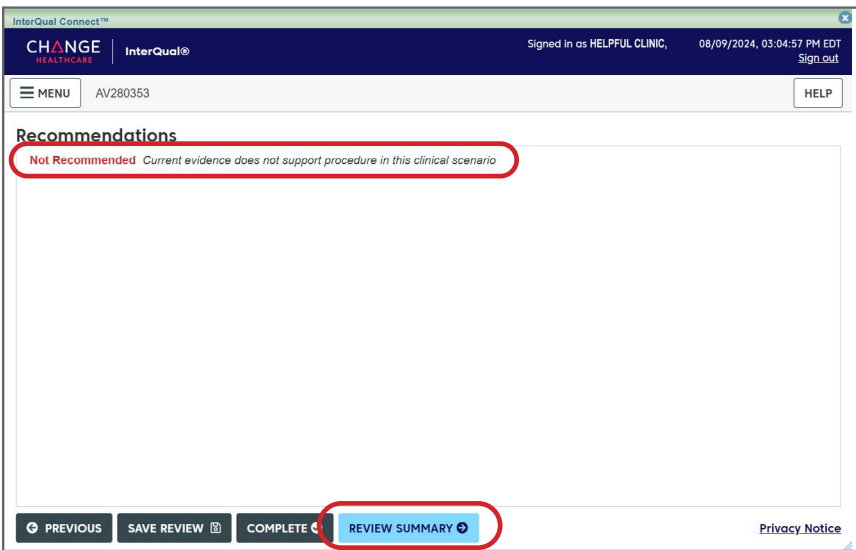 InterQual Connect™
CHANGE HEALTHCARE InterQual® Signed in as HELPFUL CLINIC, 08/09/2024, 03:04:57 PM EDT
Sign out
MENU AV280353 HELP
Recommendations
Not Recommended Current evidence does not support procedure in this clinical scenario
PREVIOUS SAVE REVIEW COMPLETE REVIEW SUMMARY Privacy Notice